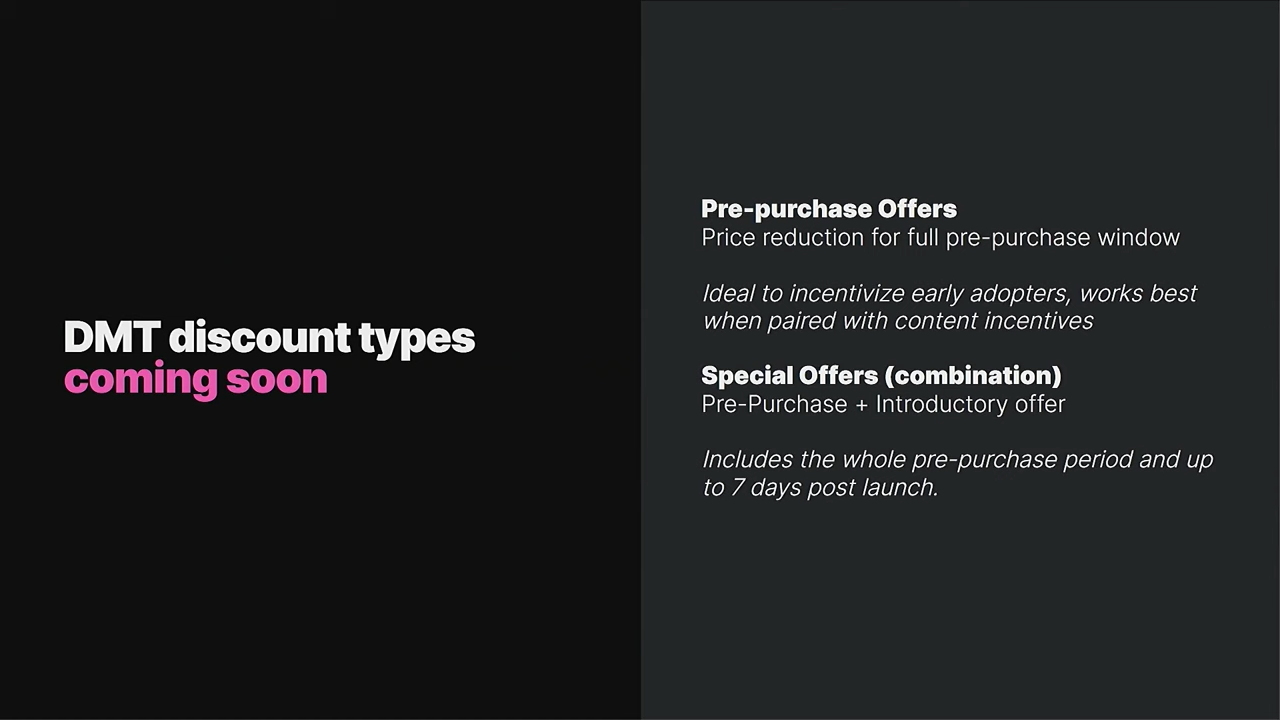 DMT discount types
coming soon
Pre-purchase Offers
Price reduction for full pre-purchase window
Ideal to incentivize early adopters, works best
when paired with content incentives
Special Offers (combination)
Pre-Purchase + Introductory offer
Includes the whole pre-purchase period and up
to 7 days post launch.